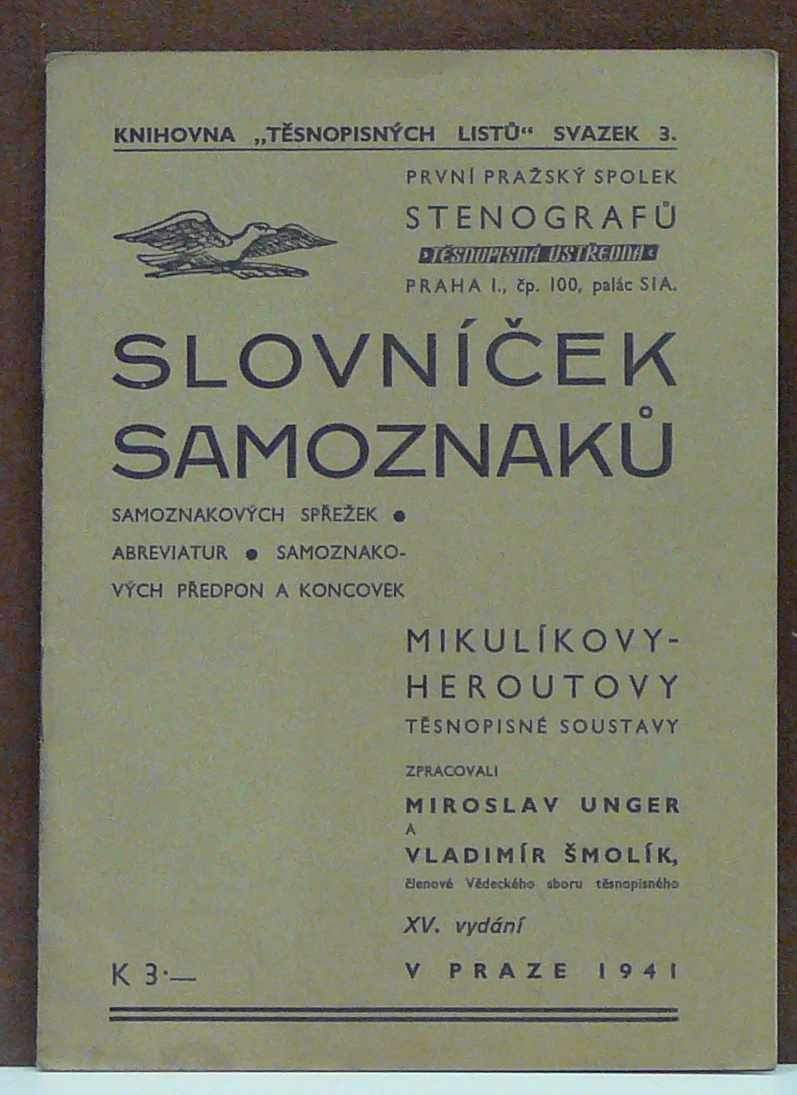 KNIHOVNA „TĚSNOPISNÝCH LISTŮ“ SVAZEK 3.
PRVNÍ PRAŽSKÝ SPOLEK
STENOGRAFŮ
TĚSNOPISNÁ ÚSTŘEDNA
PRAHA I., čp. 100, palác SIA.
SLOVNÍČEK
SAMOZNAKŮ
SAMOZNAKOVÝCH SPŘEŽEK ●
ABREVIATUR ● SAMOZNAKO-
VÝCH PŘEDPON A KONCOVEK
MIKULÍKOVY-
HEROUTOVY
TĚSNOPISNÉ SOUSTAVY
ZPRACOVALI
MIROSLAV UNGER
A
VLADIMÍR ŠMOLÍK,
členové Vědeckého sboru těsnopisného
XV. vydání
K 3·— V PRAZE 1941